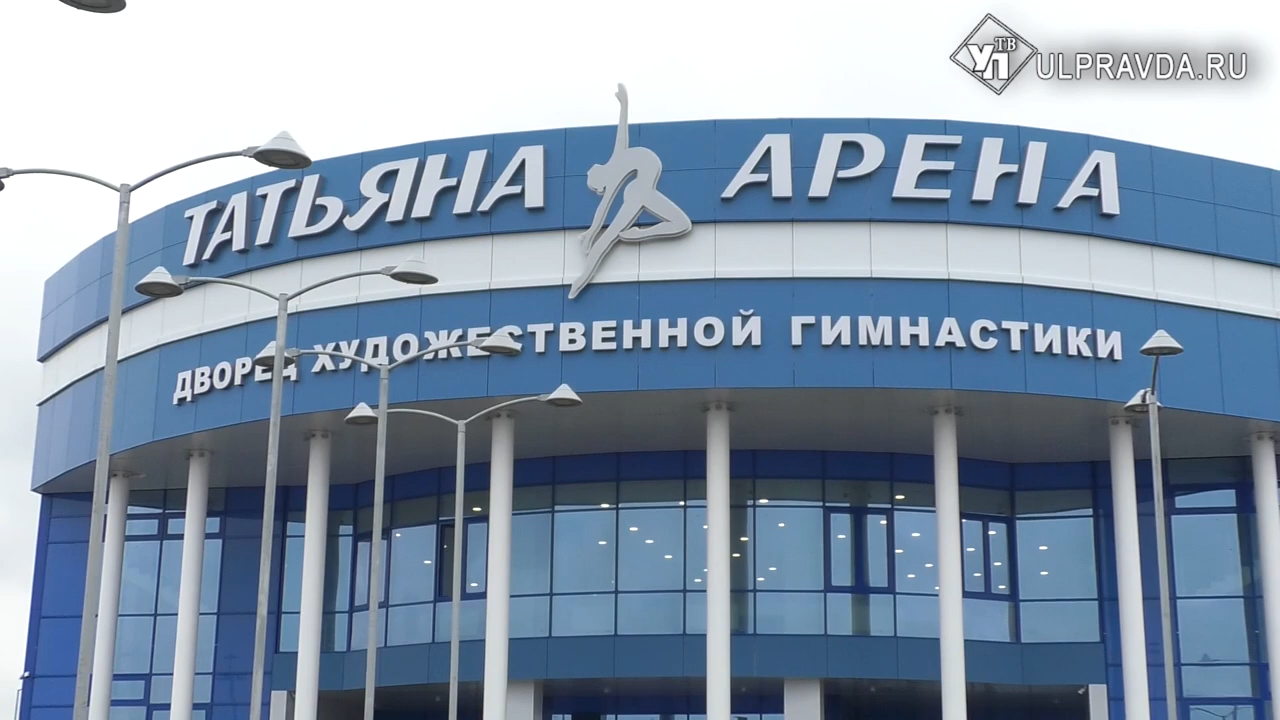 УП ТВ ULPRAVDA.RU
ТАТЬЯНА АРЕНА
ДВОРЕЦ ХУДОЖЕСТВЕННОЙ ГИМНАСТИКИ